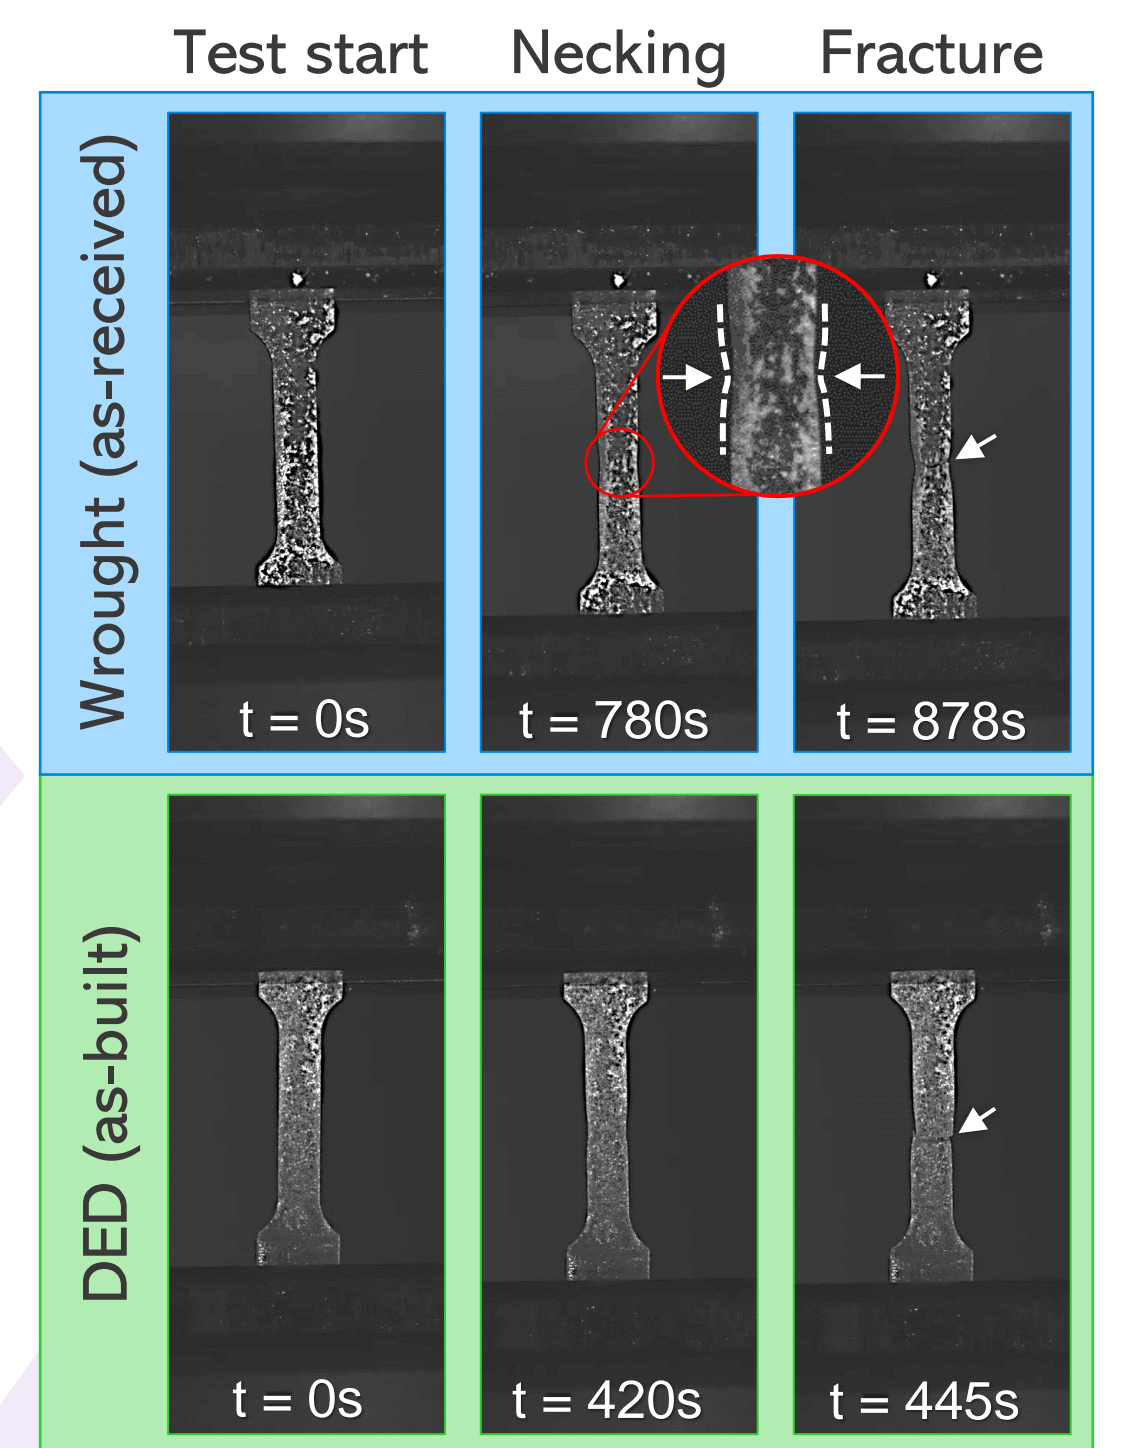 Test start
Necking
Fracture
Wrought (as-received)
t = 0s
t = 780s
t = 878s
DED (as-built)
t = 0s
t = 420s
t = 445s